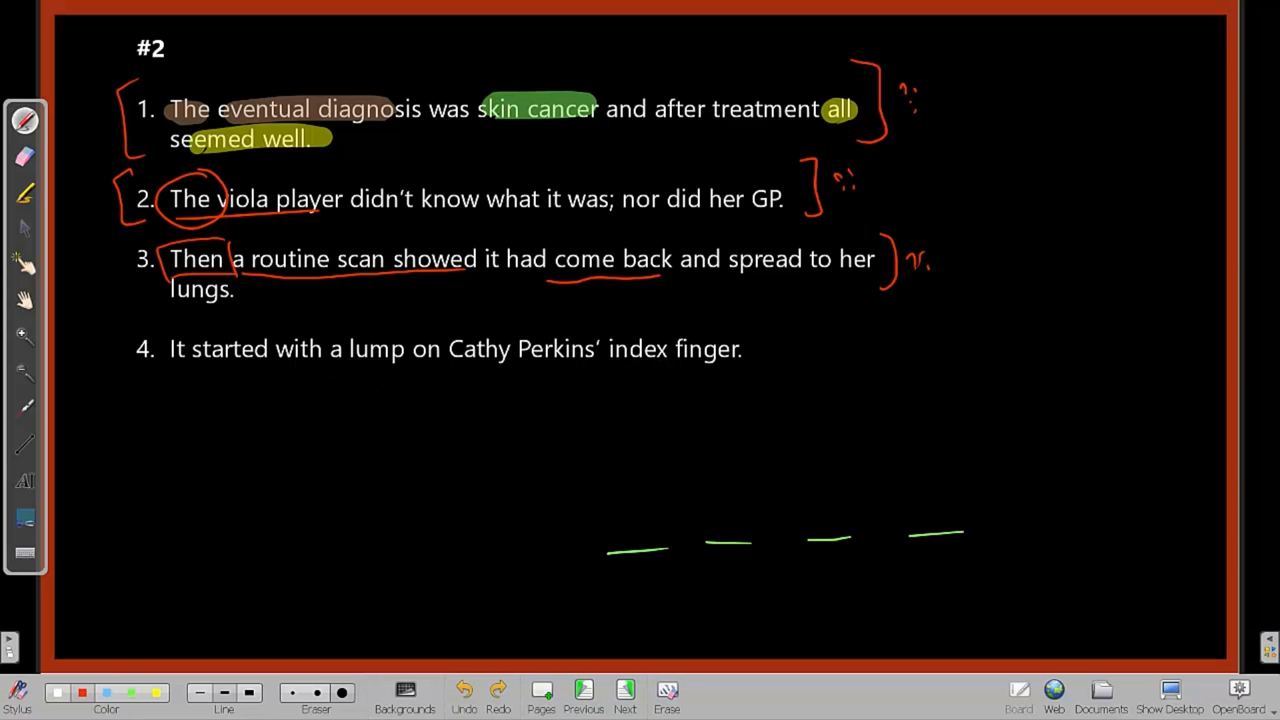 #2
1. The eventual diagnosis was skin cancer and after treatment all
seemed well.
2. The viola player didn't know what it was; nor did her GP.
3. Then a routine scan showed it had come back and spread to her
lungs.
4. It started with a lump on Cathy Perkins' index finger.
Stylus
Color
Line
Eraser
Backgrounds
Undo
Redo
Pages
Previous
Next
Erase
Board
Web
Documents
Show Desktop
OpenBoard